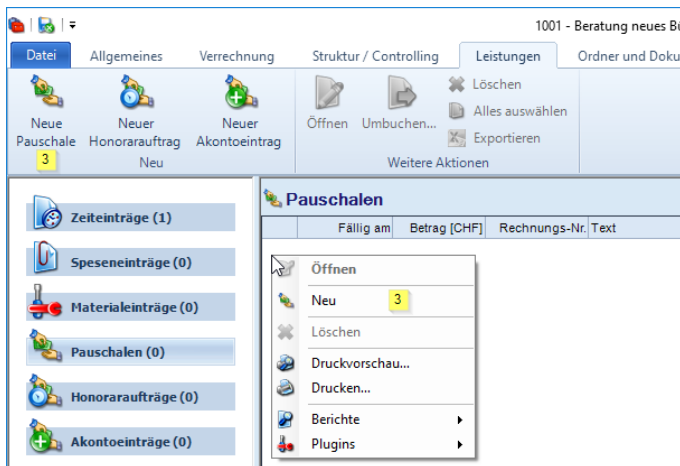 1001 - Beratung neues Bü
Datei Allgemeines Verrechnung Struktur / Controlling Leistungen Ordner und Doku
Neue Pauschale
3
Neuer Honorarauftrag
Neuer Akontoeintrag
Neu
Öffnen Umbuchen...
Löschen
Alles auswählen
Exportieren
Weitere Aktionen
Zeiteinträge (1)
Speseneinträge (0)
Materialeinträge (0)
Pauschalen (0)
Honoraraufträge (0)
Akontoeinträge (0)
Pauschalen
Fällig am Betrag [CHF] Rechnungs-Nr. Text
Öffnen
Neu 3
Löschen
Druckvorschau...
Drucken...
Berichte
Plugins